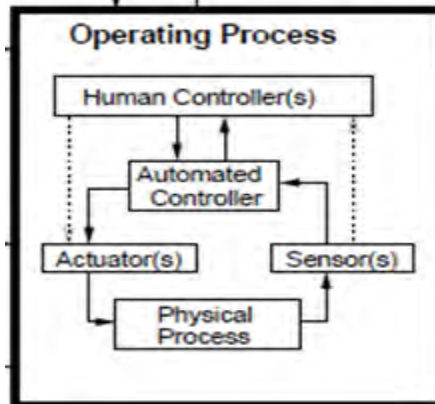 Operating Process
Human Controller(s)
Automated
Controller
Actuator(s)
Sensor(s)
Physical
Process